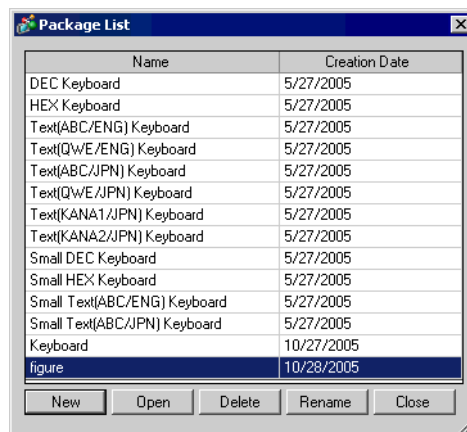 Package List
Name Creation Date
DEC Keyboard 5/27/2005
HEX Keyboard 5/27/2005
Text(ABC/ENG) Keyboard 5/27/2005
Text(QWE/ENG) Keyboard 5/27/2005
Text(ABC/JPN) Keyboard 5/27/2005
Text(QWE/JPN) Keyboard 5/27/2005
Text(KANA1/JPN) Keyboard 5/27/2005
Text(KANA2/JPN) Keyboard 5/27/2005
Small DEC Keyboard 5/27/2005
Small HEX Keyboard 5/27/2005
Small Text(ABC/ENG) Keyboard 5/27/2005
Small Text(ABC/JPN) Keyboard 5/27/2005
Keyboard 10/27/2005
figure 10/28/2005
New Open Delete Rename Close